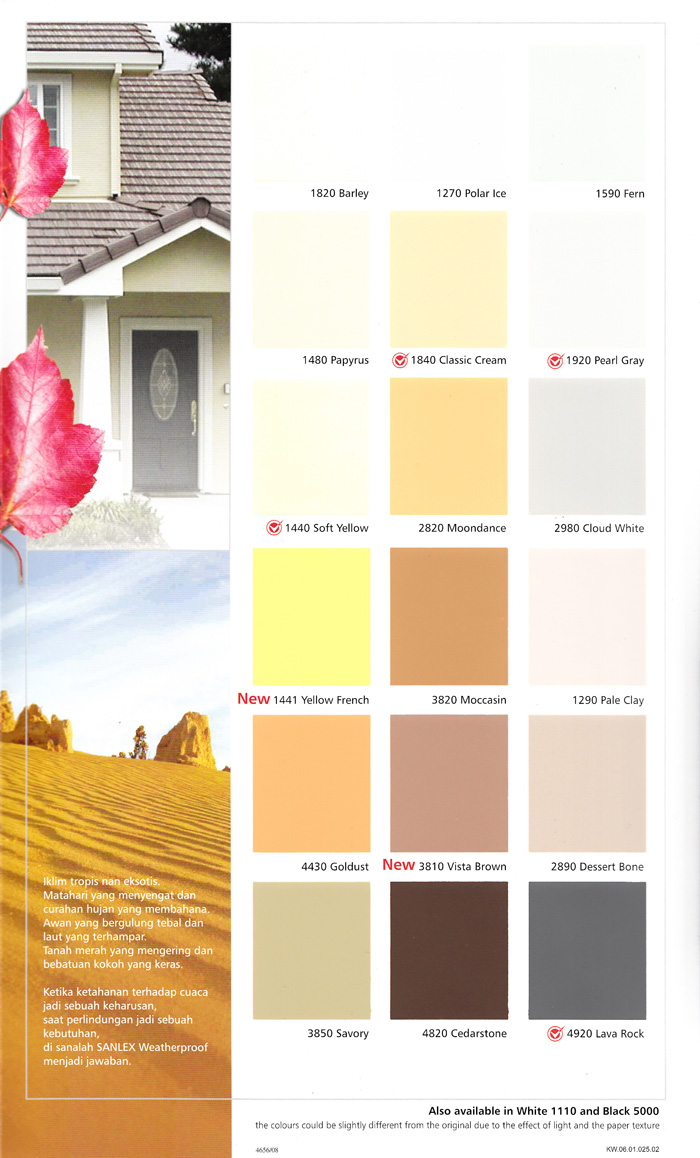 1820 Barley
1270 Polar Ice
1590 Fern
1480 Papyrus
1840 Classic Cream
1920 Pearl Gray
1440 Soft Yellow
2820 Moondance
2980 Cloud White
New 1441 Yellow French
3820 Moccasin
1290 Pale Clay
4430 Goldust
New 3810 Vista Brown
2890 Dessert Bone
3850 Savory
4820 Cedarstone
4920 Lava Rock
Iklim tropis nan eksotis.
Matahari yang menyengat dan
curahan hujan yang membahana.
Awan yang bergulung tebal dan
laut yang terhampar.
Tanah merah yang mengering dan
bebatuan kokoh yang keras.
Ketika ketahanan terhadap cuaca
jadi sebuah keharusan,
saat perlindungan jadi sebuah
kebutuhan,
di sanalah SANLEX Weatherproof
menjadi jawaban.
Also available in White 1110 and Black 5000
the colours could be slightly different from the original due to the effect of light and the paper texture
4656/08
KW.06.01.025.02